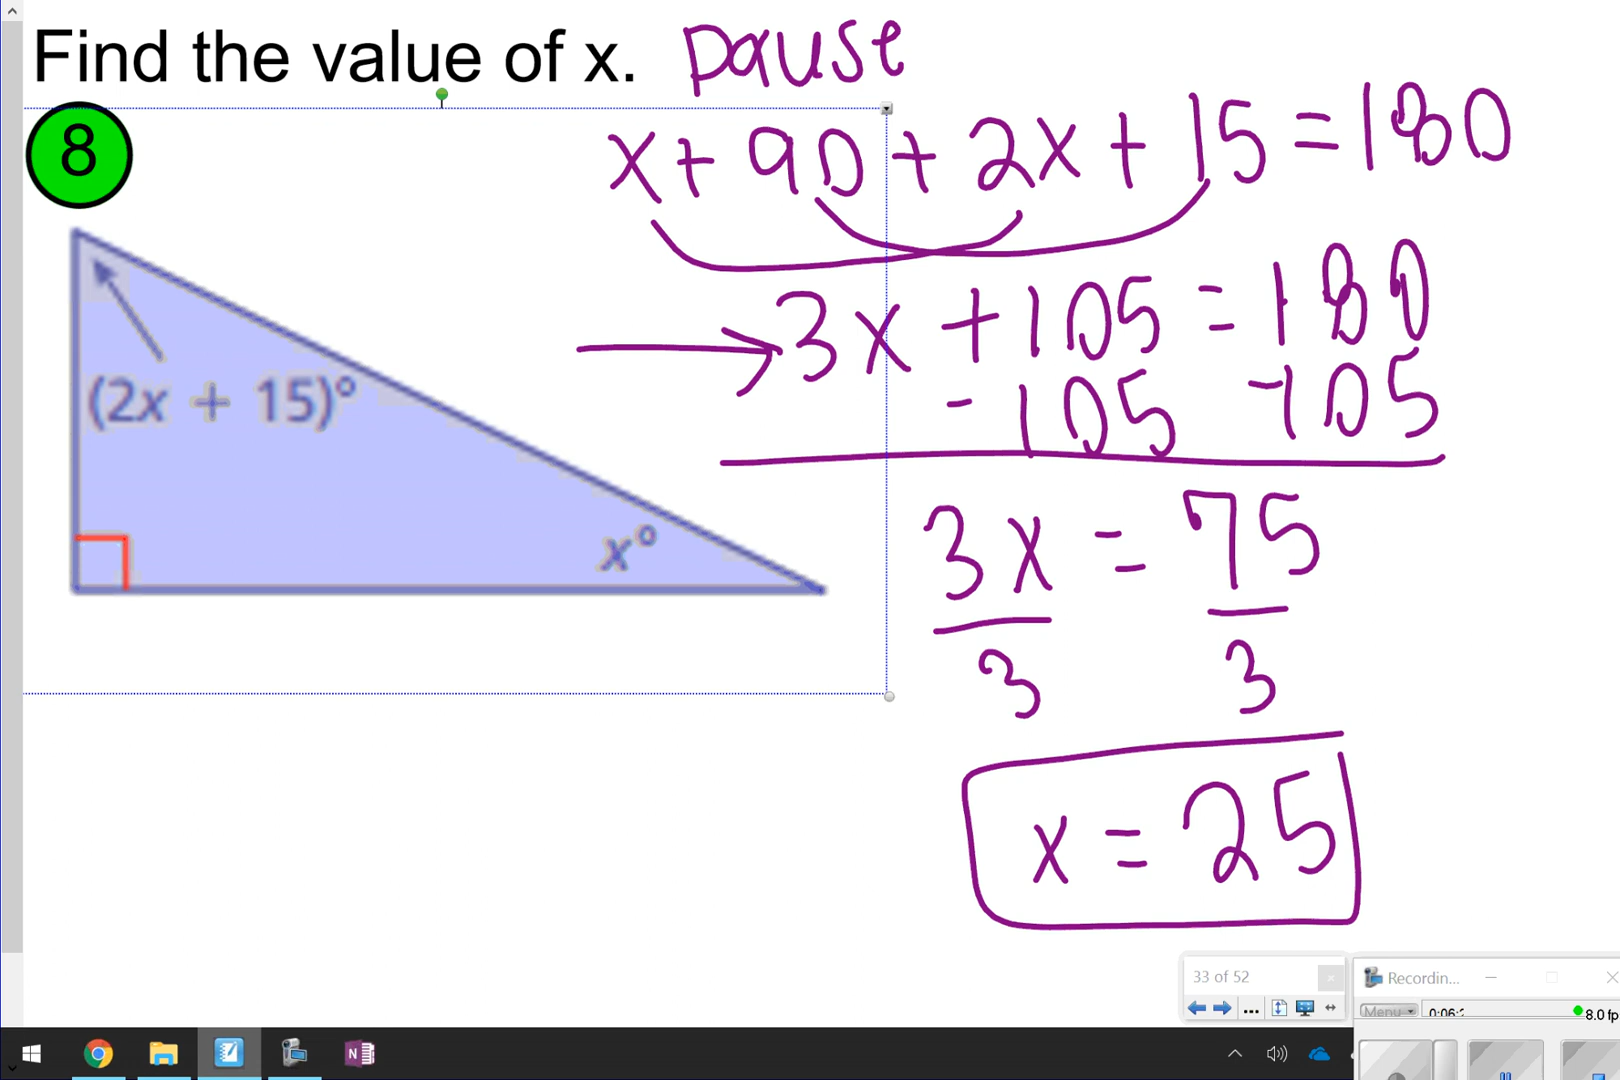 Find the value of x. pause
8
x + 90 + 2x + 15 = 180
3x + 105 = 180
- 105 - 105
(2x + 15)°
x°
3x = 75
3 3
x = 25
33 of 52
Recordin...
Menu
8.0 fp